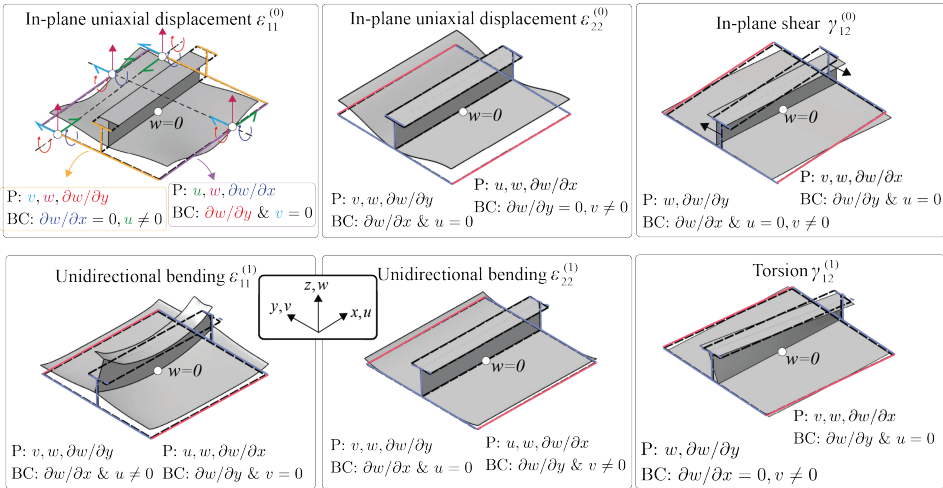 In-plane uniaxial displacement ε₁₁⁽⁰⁾
w=0
P: v, w, ∂w/∂y
BC: ∂w/∂x = 0, u ≠ 0
P: u, w, ∂w/∂x
BC: ∂w/∂y & v = 0
In-plane uniaxial displacement ε₂₂⁽⁰⁾
w=0
P: v, w, ∂w/∂y
BC: ∂w/∂x & u = 0
P: u, w, ∂w/∂x
BC: ∂w/∂y = 0, v ≠ 0
In-plane shear γ₁₂⁽⁰⁾
w=0
P: w, ∂w/∂y
BC: ∂w/∂x & u = 0, v ≠ 0
P: v, w, ∂w/∂x
BC: ∂w/∂y & u = 0
Unidirectional bending ε₁₁⁽¹⁾
w=0
P: v, w, ∂w/∂y
BC: ∂w/∂x & u ≠ 0
P: u, w, ∂w/∂x
BC: ∂w/∂y & v = 0
z, w
y, v
x, u
Unidirectional bending ε₂₂⁽¹⁾
w=0
P: v, w, ∂w/∂y
BC: ∂w/∂x & u = 0
P: u, w, ∂w/∂x
BC: ∂w/∂y & v ≠ 0
Torsion γ₁₂⁽¹⁾
w=0
P: w, ∂w/∂y
BC: ∂w/∂x = 0, v ≠ 0
P: v, w, ∂w/∂x
BC: ∂w/∂y & u = 0